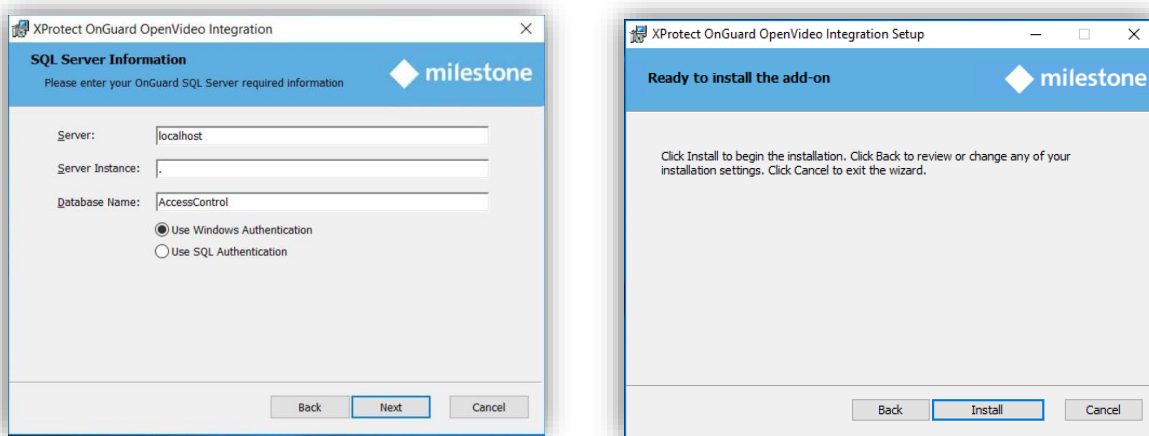 XProtect OnGuard OpenVideo Integration
SQL Server Information
Please enter your OnGuard SQL Server required information
milestone
Server:
localhost
Server Instance:
.
Database Name:
AccessControl
Use Windows Authentication
Use SQL Authentication
Back
Next
Cancel
XProtect OnGuard OpenVideo Integration Setup
Ready to install the add-on
milestone
Click Install to begin the installation. Click Back to review or change any of your
installation settings. Click Cancel to exit the wizard.
Back
Install
Cancel